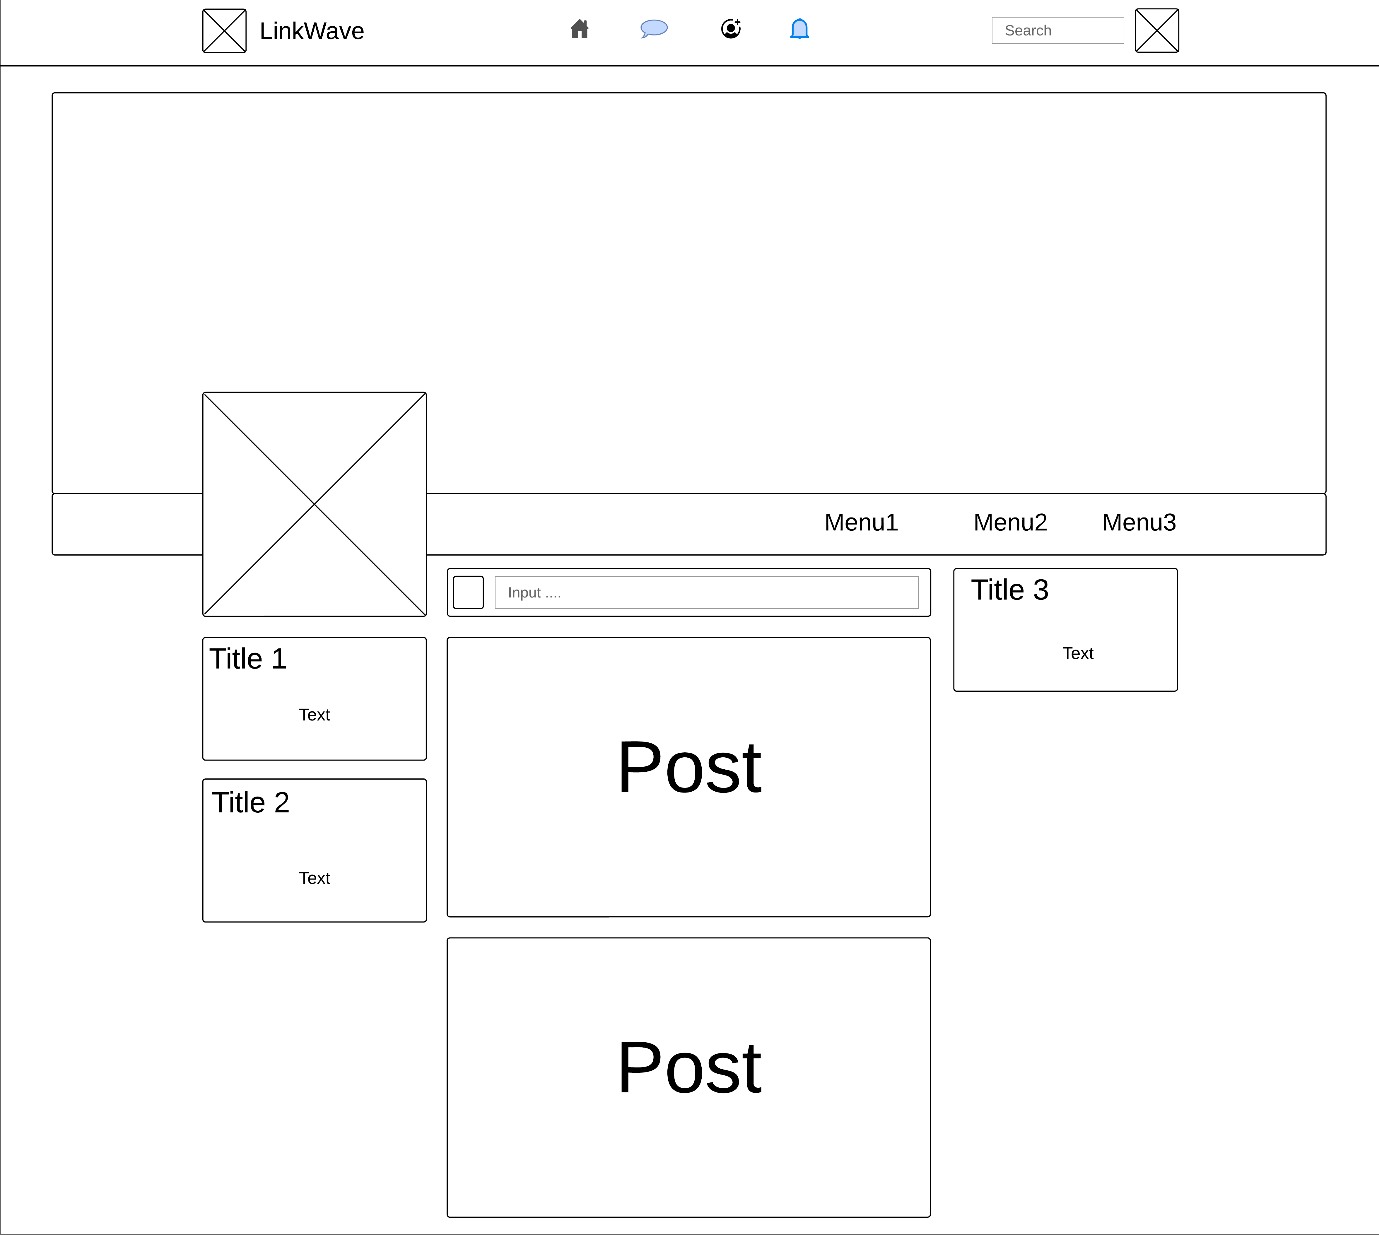 LinkWave
Search
Menu1
Menu2
Menu3
Input ....
Title 3
Text
Title 1
Text
Post
Title 2
Text
Post